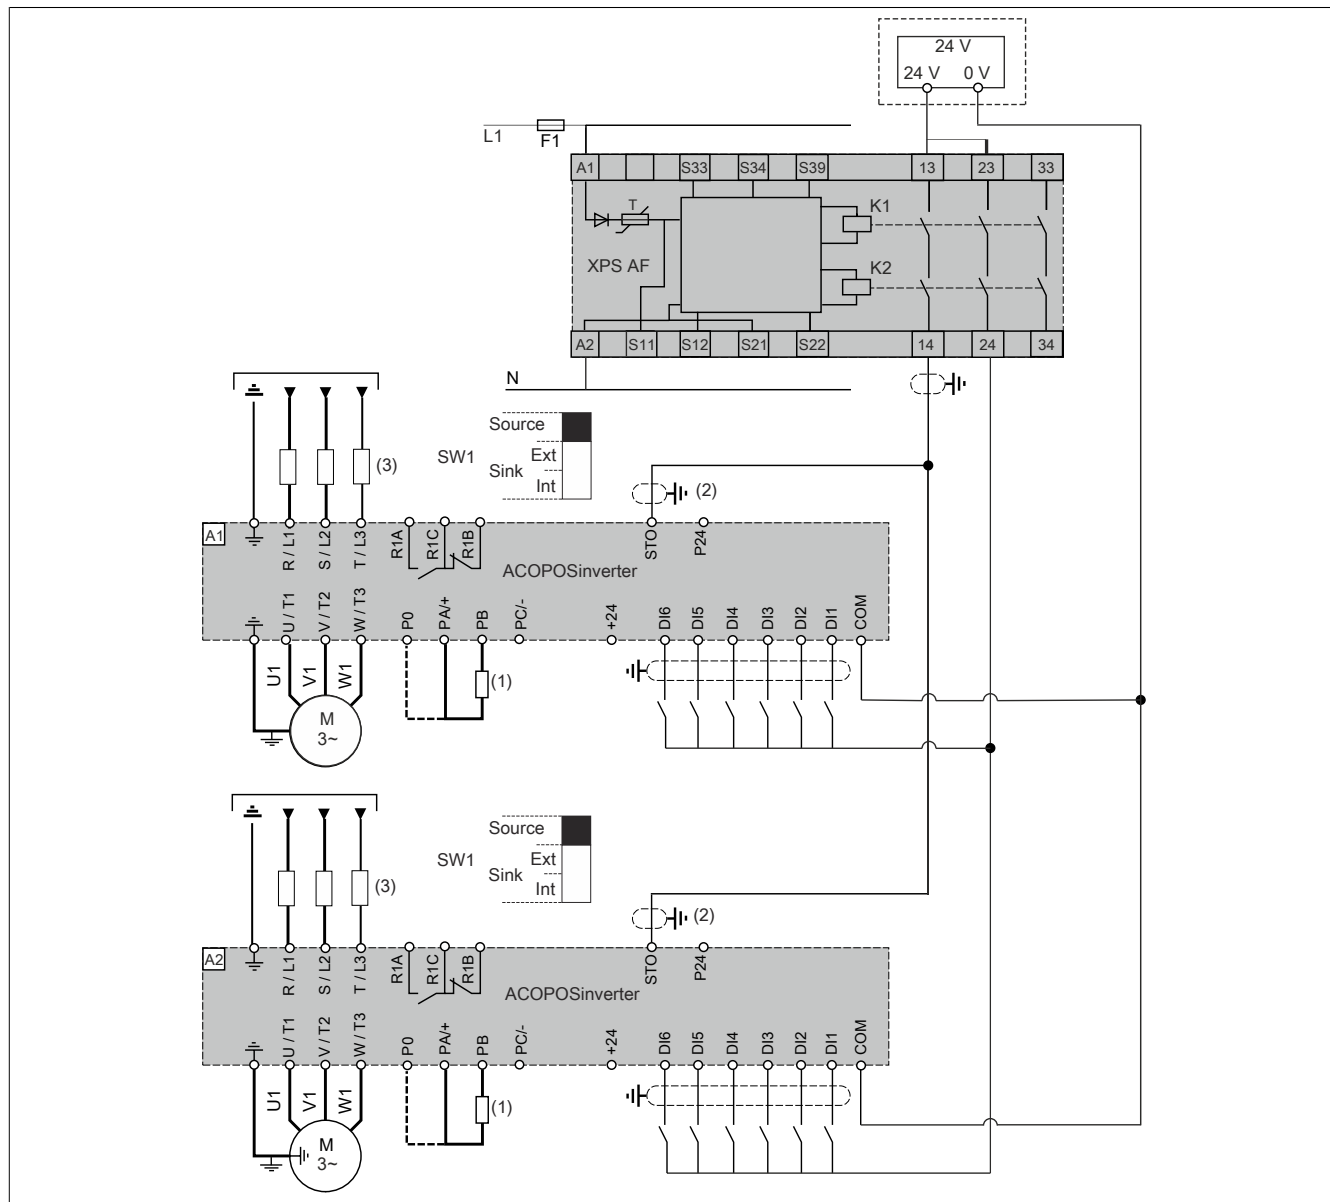 24 V
24 V 0 V
L1 F1
A1 S33 S34 S39 13 23 33
T
K1
XPS AF
K2
A2 S11 S12 S21 S22 14 24 34
N
Source
SW1
Sink
Ext
Int
(3)
(2)
A1
R / L1
S / L2
T / L3
R1A
R1C
R1B
STO
P24
ACOPOSinverter
U / T1
V / T2
W / T3
P0
PA/+
PB
PC/-
+24
DI6
DI5
DI4
DI3
DI2
DI1
COM
U1
V1
W1
(1)
M
3~
Source
SW1
Sink
Ext
Int
(3)
(2)
A2
R / L1
S / L2
T / L3
R1A
R1C
R1B
STO
P24
ACOPOSinverter
U / T1
V / T2
W / T3
P0
PA/+
PB
PC/-
+24
DI6
DI5
DI4
DI3
DI2
DI1
COM
U1
V1
W1
(1)
M
3~